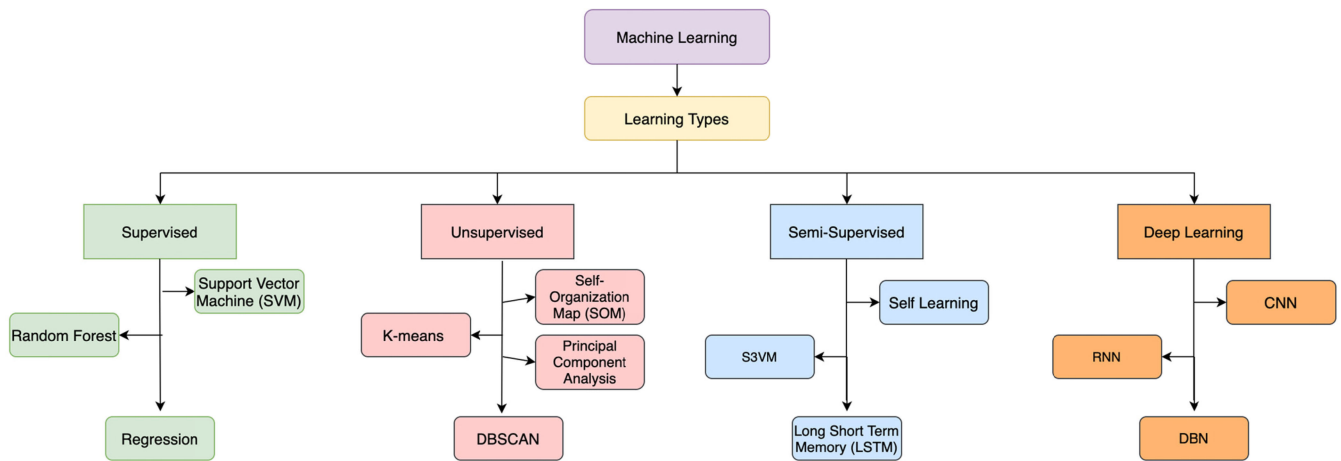 Machine Learning
Learning Types
Supervised
Unsupervised
Semi-Supervised
Deep Learning
Support Vector
Machine (SVM)
Random Forest
Regression
Self-
Organization
Map (SOM)
K-means
Principal
Component
Analysis
DBSCAN
Self Learning
S3VM
Long Short Term
Memory (LSTM)
CNN
RNN
DBN